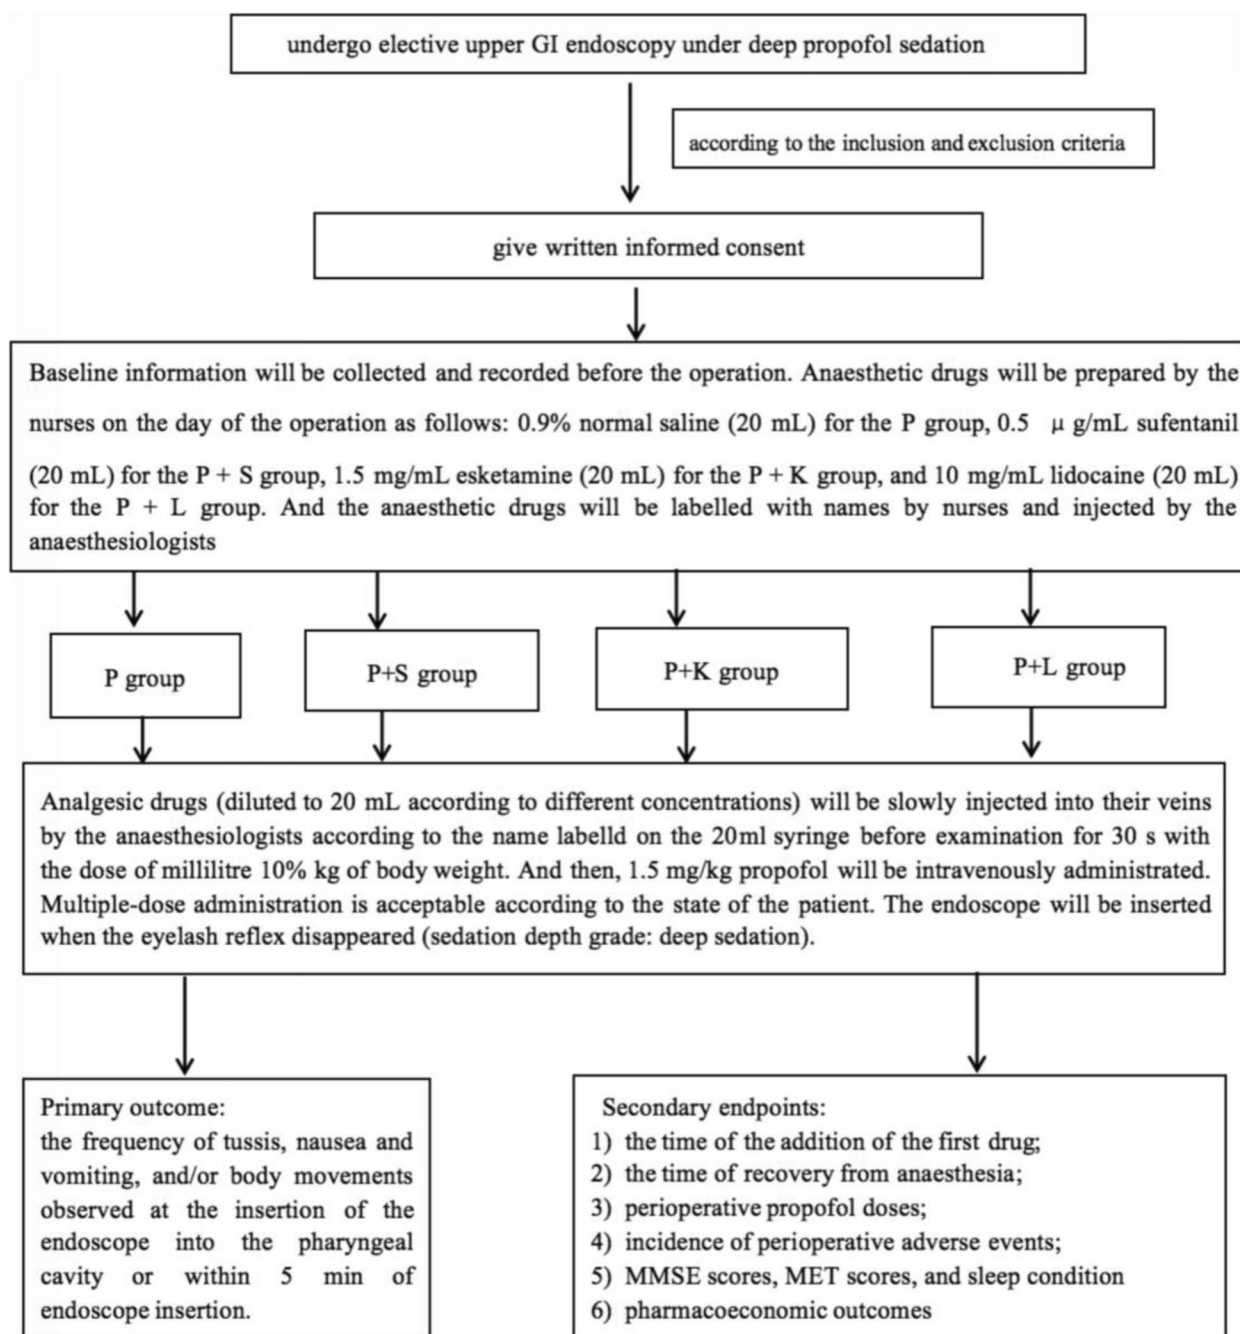 undergo elective upper GI endoscopy under deep propofol sedation
according to the inclusion and exclusion criteria
give written informed consent
Baseline information will be collected and recorded before the operation. Anaesthetic drugs will be prepared by the
nurses on the day of the operation as follows: 0.9% normal saline (20 mL) for the P group, 0.5 μ g/mL sufentanil
(20 mL) for the P + S group, 1.5 mg/mL esketamine (20 mL) for the P + K group, and 10 mg/mL lidocaine (20 mL)
for the P + L group. And the anaesthetic drugs will be labelled with names by nurses and injected by the
anaesthesiologists
P group
P+S group
P+K group
P+L group
Analgesic drugs (diluted to 20 mL according to different concentrations) will be slowly injected into their veins
by the anaesthesiologists according to the name labelld on the 20ml syringe before examination for 30 s with
the dose of millilitre 10% kg of body weight. And then, 1.5 mg/kg propofol will be intravenously administrated.
Multiple-dose administration is acceptable according to the state of the patient. The endoscope will be inserted
when the eyelash reflex disappeared (sedation depth grade: deep sedation).
Primary outcome:
the frequency of tussis, nausea and
vomiting, and/or body movements
observed at the insertion of the
endoscope into the pharyngeal
cavity or within 5 min of
endoscope insertion.
Secondary endpoints:
1) the time of the addition of the first drug;
2) the time of recovery from anaesthesia;
3) perioperative propofol doses;
4) incidence of perioperative adverse events;
5) MMSE scores, MET scores, and sleep condition
6) pharmacoeconomic outcomes